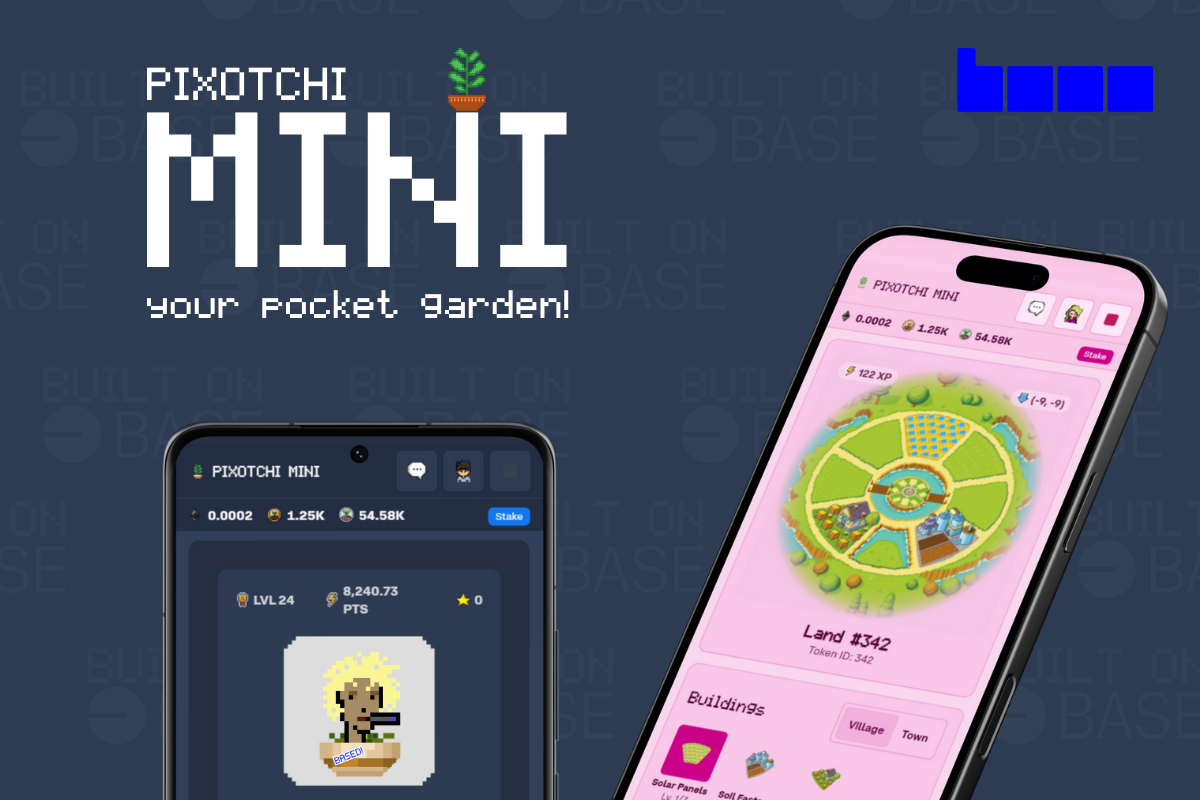 PIXOTCHI
MINI
your pocket garden!
BUILT ON
BASE
PIXOTCHI MINI
0.0002 1.25K 54.58K
Stake
LVL 24
8,240.73
PTS
0
BASED!
PIXOTCHI MINI
0.0002 1.25K 54.58K
Stake
122 XP
(-9, -9)
Land #342
Token ID: 342
Buildings
Village
Town
Solar Panels